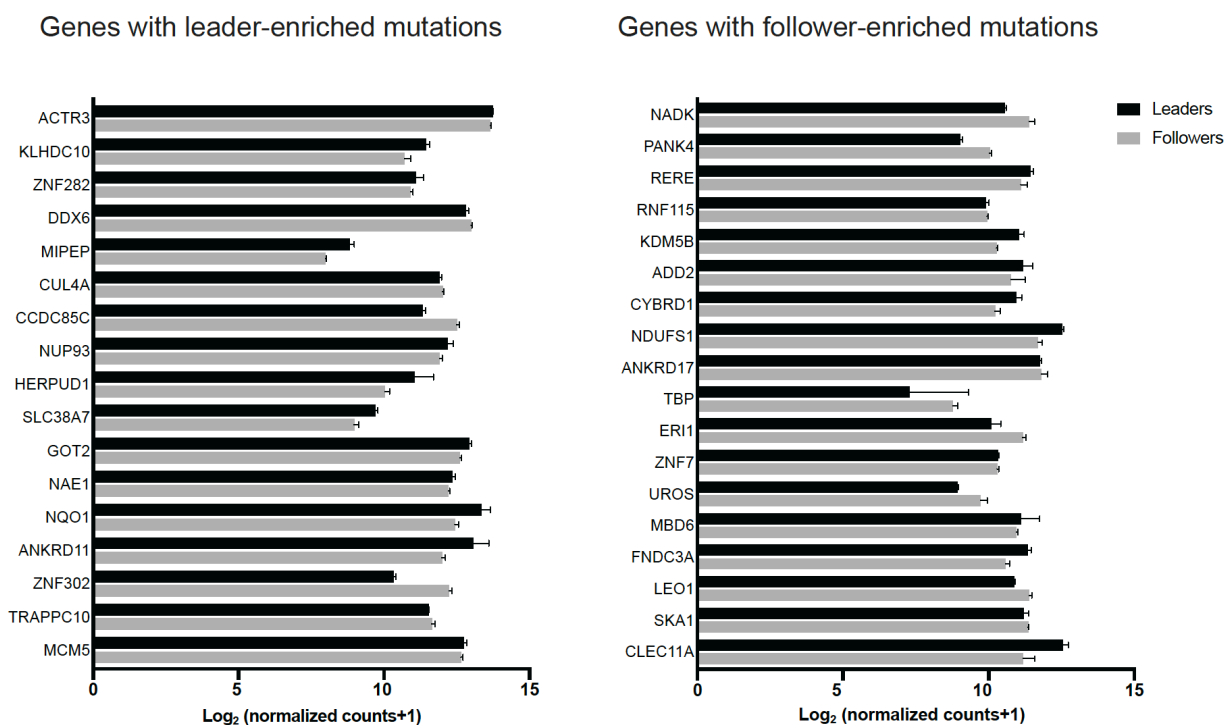 Genes with leader-enriched mutations
ACTR3
KLHDC10
ZNF282
DDX6
MIPEP
CUL4A
CCDC85C
NUP93
HERPUD1
SLC38A7
GOT2
NAE1
NQO1
ANKRD11
ZNF302
TRAPPC10
MCM5
0 5 10 15
Log2 (normalized counts+1)
Genes with follower-enriched mutations
NADK
PANK4
RERE
RNF115
KDM5B
ADD2
CYBRD1
NDUFS1
ANKRD17
TBP
ERI1
ZNF7
UROS
MBD6
FNDC3A
LEO1
SKA1
CLEC11A
0 5 10 15
Log2 (normalized counts+1)
Leaders
Followers